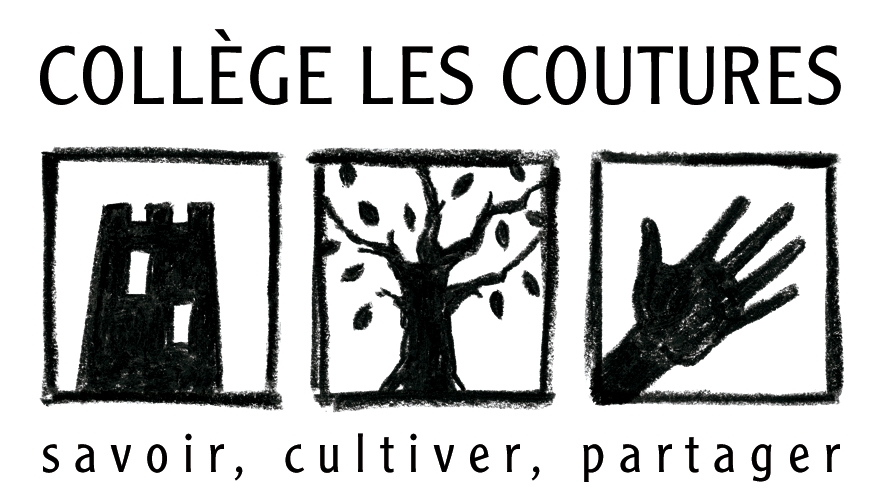 COLLÈGE LES COUTURES
savoir, cultiver, partager